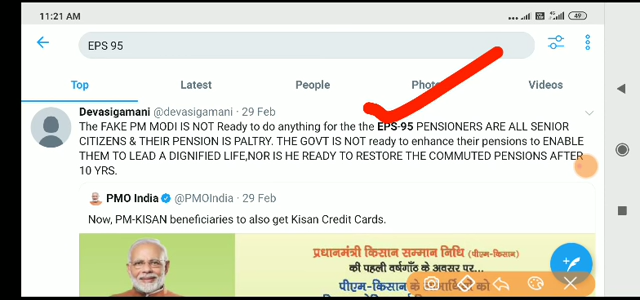 11:21 AM
49
EPS 95
Top Latest People Videos
Devasigamani @devasigamani · 29 Feb
The FAKE PM MODI IS NOT Ready to do anything for the the EPS-95 PENSIONERS ARE ALL SENIOR
CITIZENS & THEIR PENSION IS PALTRY. THE GOVT IS NOT ready to enhance their pensions to ENABLE
THEM TO LEAD A DIGNIFIED LIFE,NOR IS HE READY TO RESTORE THE COMMUTED PENSIONS AFTER
10 YRS.
PMO India @PMOIndia · 29 Feb
Now, PM-KISAN beneficiaries to also get Kisan Credit Cards.
प्रधानमंत्री किसान सम्मान निधि (पीएम-किसान)
की पहली वर्षगाँठ के अवसर पर...
पीएम-किसान के